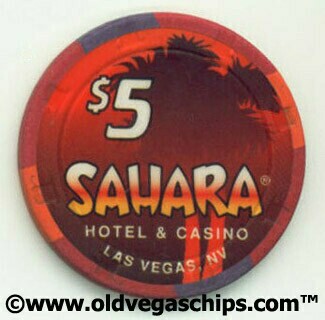 $5
SAHARA®
HOTEL & CASINO
LAS VEGAS, NV
©www.oldvegaschips.com™